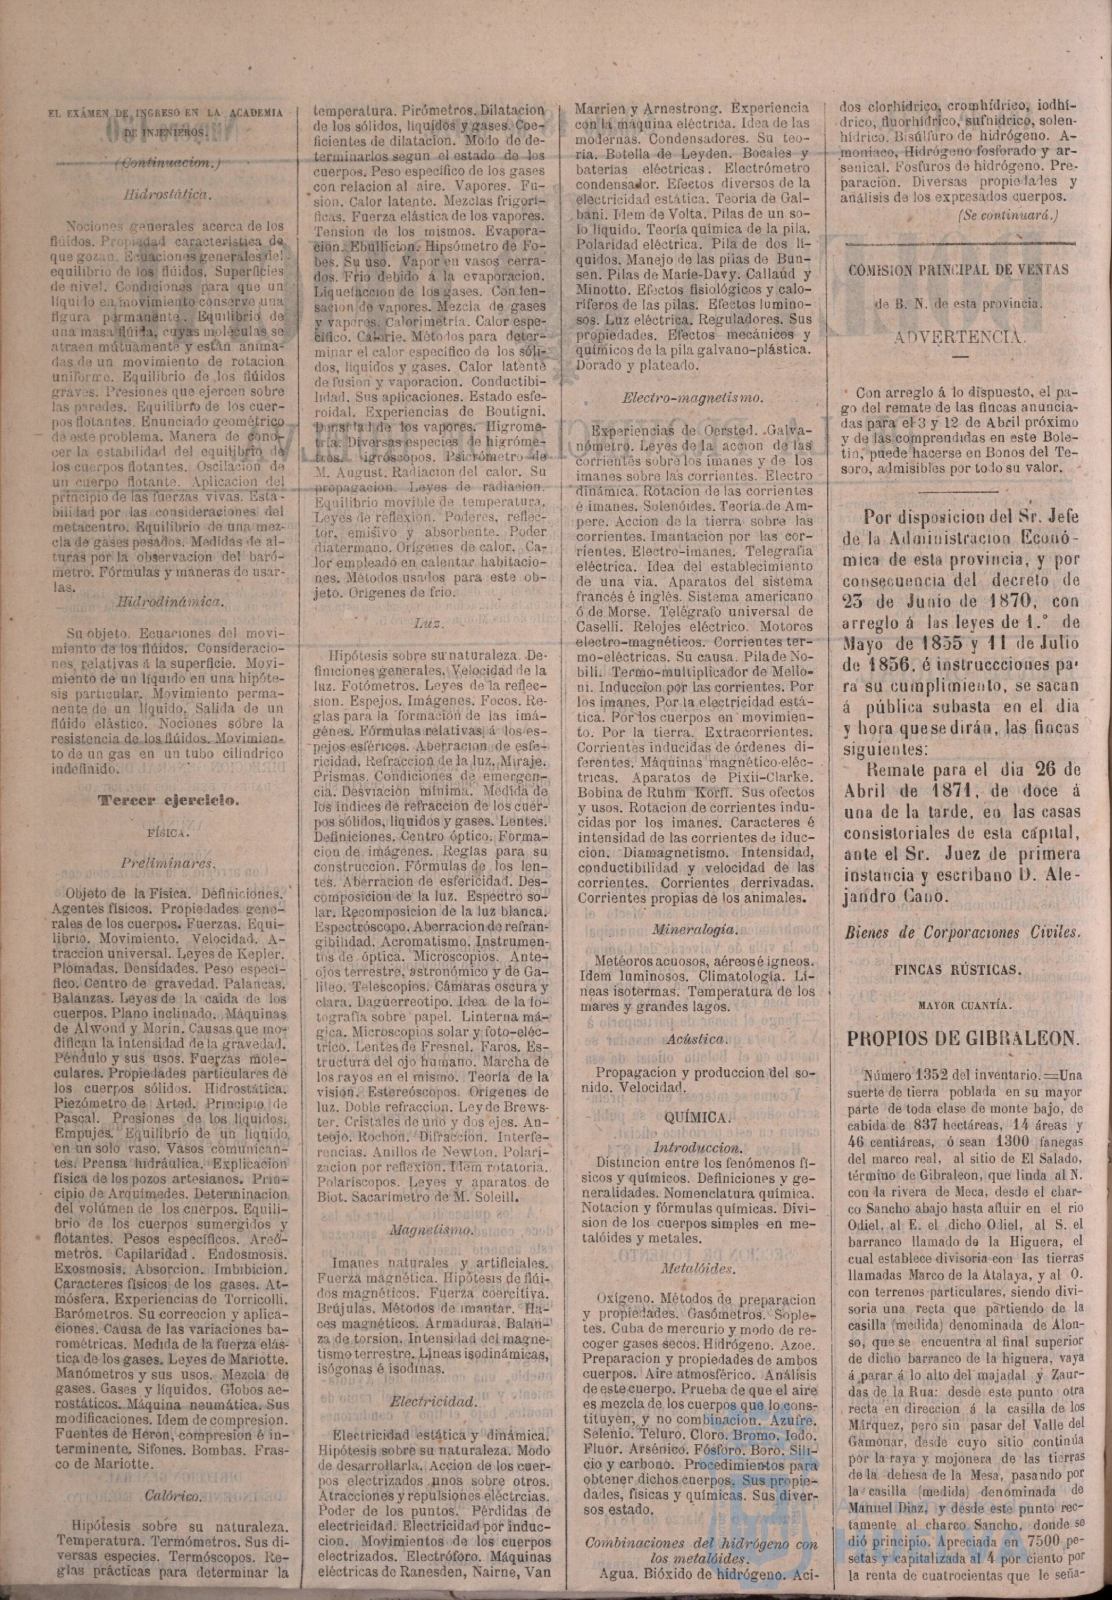 EL EXÁMEN DE INGRESO EN LA ACADEMIA
DE INJENIEROS.
(Continuacion.)
Hidrostática.
Nociones generales acerca de los
flúidos. Propiedad característica de
que gozan. Ecuaciones generales del
equilibrio de los flúidos. Superficies
de nivel. Condiciones para que un
líquido en movimiento conserve una
figura permanente. Equilibrio de
una masa flúida, cuyas moléculas se
atraen mútuamente y están anima-
das de un movimiento de rotacion
uniforme. Equilibrio de los flúidos
graves. Presiones que ejercen sobre
las paredes. Equilibrio de los cuer-
pos flotantes. Enunciado geométrico
de este problema. Manera de cono-
cer la estabilidad del equilibrio de
los cuerpos flotantes. Oscilacion de
un cuerpo flotante. Aplicacion del
principio de las fuerzas vivas. Esta-
bilidad por las consideraciones del
metacentro. Equilibrio de una mez-
cla de gases pesados. Medidas de al-
turas por la observacion del baró-
metro. Fórmulas y maneras de usar-
las.
Hidrodinámica.
Su objeto. Ecuaciones del movi-
miento de los flúidos. Consideracio-
nes relativas á la superficie. Movi-
miento de un líquido en una hipóte-
sis particular. Movimiento perma-
nente de un líquido. Salida de un
flúido elástico. Nociones sobre la
resistencia de los flúidos. Movimien-
to de un gas en un tubo cilíndrico
indefinido.
Tercer ejercicio.
FÍSICA.
Preliminares.
Objeto de la Física. Definiciones.
Agentes físicos. Propiedades gene-
rales de los cuerpos. Fuerzas. Equi-
librio. Movimiento. Velocidad. A-
traccion universal. Leyes de Kepler.
Plomadas. Densidades. Peso especí-
fico. Centro de gravedad. Palancas.
Balanzas. Leyes de la caida de los
cuerpos. Plano inclinado. Máquinas
de Alwond y Morin. Causas que mo-
difican la intensidad de la gravedad.
Péndulo y sus usos. Fuerzas mole-
culares. Propiedades particulares de
los cuerpos sólidos. Hidrostática.
Piezómetro de Arted. Principio de
Pascal. Presiones de los líquidos.
Empujes. Equilibrio de un líquido,
en un solo vaso. Vasos comunican-
tes. Prensa hidráulica. Explicacion
física de los pozos artesianos. Prin-
cipio de Arquímedes. Determinacion
del volúmen de los cuerpos. Equili-
brio de los cuerpos sumergidos y
flotantes. Pesos específicos. Areó-
metros. Capilaridad. Endosmosis.
Exosmosis. Absorcion. Imbibicion.
Caracteres físicos de los gases. At-
mósfera. Experiencias de Torricolli.
Barómetros. Su correccion y aplica-
ciones. Causa de las variaciones ba-
rométricas. Medida de la fuerza elás-
tica de los gases. Leyes de Mariotte.
Manómetros y sus usos. Mezcla de
gases. Gases y líquidos. Globos ae-
rostáticos. Máquina neumática. Sus
modificaciones. Idem de compresion.
Fuentes de Heron, compresion é in-
terminente. Sifones. Bombas. Fras-
co de Mariotte.
Calórico.
Hipótesis sobre su naturaleza.
Temperatura. Termómetros. Sus di-
versas especies. Termóscopos. Re-
glas prácticas para determinar la
temperatura. Pirómetros. Dilatacion
de los sólidos, líquidos y gases. Coe-
ficientes de dilatacion. Modo de de-
terminarlos segun el estado de los
cuerpos. Peso específico de los gases
con relacion al aire. Vapores. Fu-
sion. Calor latente. Mezclas frigorí-
ficas. Fuerza elástica de los vapores.
Tension de los mismos. Evapora-
cion. Ebullicion. Hipsómetro de Fo-
bes. Su uso. Vapor en vasos cerra-
dos. Frio debido á la evaporacion.
Liquefaccion de los gases. Conden-
sacion de vapores. Mezcla de gases
y vapores. Calorimetría. Calor espe-
cífico. Calorie. Métodos para deter-
minar el calor específico de los sóli-
dos, líquidos y gases. Calor latente
de fusion y vaporacion. Conductibi-
lidad. Sus aplicaciones. Estado esfe-
roidal. Experiencias de Boutigni.
Densidad de los vapores. Higrome-
tría. Diversas especies de higróme-
tros. Higróscopos. Psicrómetro de
M. August. Radiacion del calor. Su
propagacion. Leyes de radiacion.
Equilibrio movible de temperatura.
Leyes de reflexion. Poderes, reflec-
tor, emisivo y absorbente. Poder
diatermano. Orígenes de calor. Ca-
lor empleado en calentar habitacio-
nes. Métodos usados para este ob-
jeto. Orígenes de frio.
Luz.
Hipótesis sobre su naturaleza. De-
finiciones generales. Velocidad de la
luz. Fotómetros. Leyes de la reflec-
sion. Espejos. Imágenes. Focos. Re-
glas para la formacion de las imá-
génes. Fórmulas relativas á los es-
pejos esféricos. Aberracion de esfe-
ricidad. Refraccion de la luz. Miraje.
Prismas. Condiciones de emergen-
cia. Desviacion mínima. Medida de
los índices de refraccion de los cuer-
pos sólidos, líquidos y gases. Lentes.
Definiciones. Centro óptico. Forma-
cion de imágenes. Reglas para su
construccion. Fórmulas de los len-
tes. Aberracion de esfericidad. Des-
composicion de la luz. Espectro so-
lar. Recomposicion de la luz blanca.
Espectróscopo. Aberracion de refran-
gibilidad. Acromatismo. Instrumen-
tos de óptica. Microscopios. Ante-
ojos terrestre, astronómico y de Ga-
lileo. Telescopios. Cámaras oscura y
clara. Daguerreotipo. Idea de la fo-
tografía sobre papel. Linterna má-
gica. Microscopios solar y foto-eléc-
trico. Lentes de Fresnel. Faros. Es-
tructura del ojo humano. Marcha de
los rayos en el mismo. Teoría de la
vision. Estereóscopos. Orígenes de
luz. Doble refraccion. Ley de Brews-
ter. Cristales de uno y dos ejes. An-
teojo. Rochon. Difraccion. Interfe-
rencias. Anillos de Newton. Polari-
zacion por reflexion. Idem rotatoria.
Polaríscopos. Leyes y aparatos de
Biot. Sacarímetro de M. Soleill.
Magnetismo.
Imanes naturales y artificiales.
Fuerza magnética. Hipótesis de flúi-
dos magnéticos. Fuerza coercitiva.
Brújulas. Métodos de imantar. Ha-
ces magnéticos. Armaduras. Balan-
za de torsion. Intensidad del magne-
tismo terrestre. Líneas isodinámicas,
isógonas é isodinas.
Electricidad.
Electricidad estática y dinámica.
Hipótesis sobre su naturaleza. Modo
de desarrollarla. Accion de los cuer-
pos electrizados unos sobre otros.
Atracciones y repulsiones eléctrcias.
Poder de los puntos. Pérdidas de
electricidad. Electricidad por induc-
cion. Movimientos de los cuerpos
electrizados. Electróforo. Máquinas
eléctricas de Ranesden, Nairne, Van
Marrien y Arnestrong. Experiencia
con la máquina eléctrica. Idea de las
modernas. Condensadores. Su teo-
ría. Botella de Leyden. Bocales y
baterías eléctricas. Electrómetro
condensador. Efectos diversos de la
electricidad estática. Teoría de Gal-
bani. Idem de Volta. Pilas de un so-
lo líquido. Teoría química de la pila.
Polaridad eléctrica. Pila de dos lí-
quidos. Manejo de las pilas de Bun-
sen. Pilas de Marie-Davy. Callaud y
Minotto. Efectos fisiológicos y calo-
ríferos de las pilas. Efectos lumino-
sos. Luz eléctrica. Reguladores. Sus
propiedades. Efectos mecánicos y
químicos de la pila galvano-plástica.
Dorado y plateado.
Electro-magnetismo.
Experiencias de Oersted. Galva-
nómetro. Leyes de la accion de las
corrientes sobre los imanes y de los
imanes sobre las corrientes. Electro
dinámica. Rotacion de las corrientes
é imanes. Solenóides. Teoría de Am-
pere. Accion de la tierra sobre las
corrientes. Imantacion por las cor-
rientes. Electro-imanes. Telegrafía
eléctrica. Idea del establecimiento
de una via. Aparatos del sistema
francés é inglés. Sistema americano
ó de Morse. Telégrafo universal de
Caselli. Relojes eléctrico. Motores
electro-magnéticos. Corrientes ter-
mo-eléctricas. Su causa. Pila de No-
bili. Termo-multiplicador de Mello-
ni. Induccion por las corrientes. Por
los imanes. Por la electricidad está-
tica. Por los cuerpos en movimien-
to. Por la tierra. Extracorrientes.
Corrientes inducidas de órdenes di-
ferentes. Máquinas magnético-eléc-
tricas. Aparatos de Pixii-Clarke.
Bobina de Ruhm Korff. Sus ofectos
y usos. Rotacion de corrientes indu-
cidas por los imanes. Caracteres é
intensidad de las corrientes de iduc-
cion. Diamagnetismo. Intensidad,
conductibilidad y velocidad de las
corrientes. Corrientes derrivadas.
Corrientes propias de los animales.
Mineralogía.
Metéoros acuosos, aéreos é igneos.
Idem luminosos. Climatología. Lí-
neas isotermas. Temperatura de los
mares y grandes lagos.
Acústica.
Propagacion y produccion del so-
nido. Velocidad.
QUÍMICA.
Introduccion.
Distincion entre los fenómenos fí-
sicos y químicos. Definiciones y ge-
neralidades. Nomenclatura química.
Notacion y fórmulas químicas. Divi-
sion de los cuerpos simples en me-
talóides y metales.
Metalóides.
Oxígeno. Métodos de preparacion
y propiedades. Gasómetros. Sople-
tes. Cuba de mercurio y modo de re-
coger gases secos. Hidrógeno. Azoe.
Preparacion y propiedades de ambos
cuerpos. Aire atmosférico. Análisis
de este cuerpo. Prueba de que el aire
es mezcla de los cuerpos que lo cons-
tituyen, y no combinacion. Azufre.
Selenio. Teluro. Cloro. Bromo. Iodo.
Fluor. Arsénico. Fósforo. Boro. Sili-
cio y carbono. Procedimientos para
obtener dichos cuerpos. Sus propie-
dades, físicas y químicas. Sus diver-
sos estado.
Combinaciones del hidrógeno con
los metalóides.
Agua. Bióxido de hidrógeno. Aci-
dos clorhídrico, cromhídrico, iodhí-
drico, fluorhídrico, sufnidrico, solen-
hídrico. Bisúlfuro de hidrógeno. A-
moniaco, Hidrógeno fosforado y ar-
senical. Fosfuros de hidrógeno. Pre-
paracion. Diversas propiedades y
análisis de los expresados cuerpos.
(Se continuará.)
COMISION PRINCIPAL DE VENTAS
de B. N. de esta provincia.
ADVERTENCIA.
Con arreglo á lo dispuesto, el pa-
go del remate de las fincas anuncia-
das para el 3 y 12 de Abril próximo
y de las comprendidas en este Bole-
tin, puede hacerse en Bonos del Te-
soro, admisibles por todo su valor.
Por disposicion del Sr. Jefe
de la Administracion Econó-
mica de esta provincia, y por
consecuencia del decreto de
23 de Junio de 1870, con
arreglo á las leyes de 1.° de
Mayo de 1855 y 11 de Julio
de 1856, é instruccciones pa-
ra su cumplimiento, se sacan
á pública subasta en el dia
y hora que se dirán, las fincas
siguientes:
Remate para el dia 26 de
Abril de 1871, de doce á
una de la tarde, en las casas
consistoriales de esta cápital,
ante el Sr. Juez de primera
instancia y escribano D. Ale-
jandro Cano.
Bienes de Corporaciones Civiles.
FINCAS RÚSTICAS.
MAYOR CUANTÍA.
PROPIOS DE GIBRALEON.
Número 1352 del inventario.—Una
suerte de tierra poblada en su mayor
parte de toda clase de monte bajo, de
cabida de 837 hectáreas, 14 áreas y
46 centiáreas, ó sean 1300 fanegas
del marco real, al sitio de El Salado,
término de Gibraleon, que linda al N.
con la rivera de Meca, desde el char-
co Sancho abajo hasta afluir en el rio
Odiel, al E. el dicho Odiel, al S. el
barranco llamado de la Higuera, el
cual establece divisoria con las tierras
llamadas Marco de la Atalaya, y al O.
con terrenos particulares, siendo divi-
soria una recta que partiendo de la
casilla (medida) denominada de Alon-
so, que se encuentra al final superior
de dicho barranco de la higuera, vaya
á parar á lo alto del majadal y Zaur-
das de la Rua: desde este punto otra
recta en direccion á la casilla de los
Márquez, pero sin pasar del Valle del
Gamonar, desde cuyo sitio continúa
por la raya y mojonera de las tierras
de la dehesa de la Mesa, pasando por
la casilla (medida) denominada de
Manuel Diaz, y desde este punto rec-
tamente al charco Sancho, donde se
dió principio. Apreciada en 7500 pe-
setas y capitalizada al 4 por ciento por
la renta de cuatrocientas que le seña-